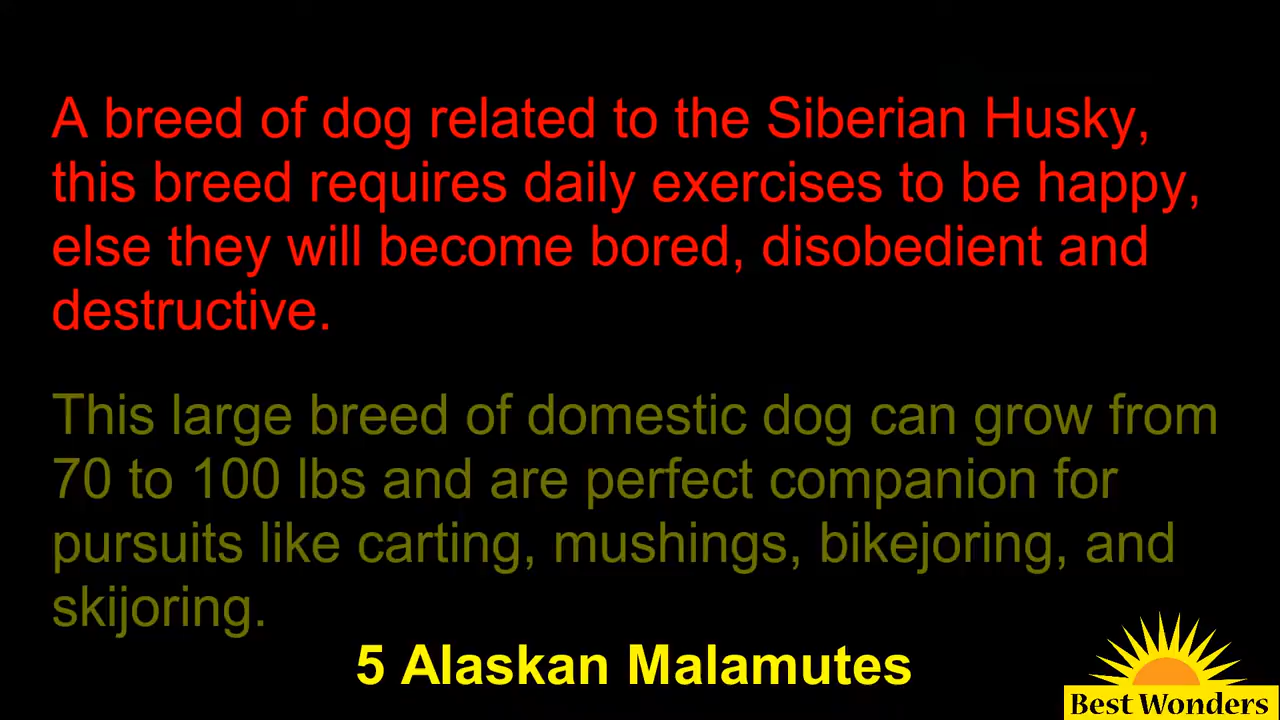 A breed of dog related to the Siberian Husky,
this breed requires daily exercises to be happy,
else they will become bored, disobedient and
destructive.
This large breed of domestic dog can grow from
70 to 100 lbs and are perfect companion for
pursuits like carting, mushings, bikejoring, and
skijoring.
5 Alaskan Malamutes
Best Wonders